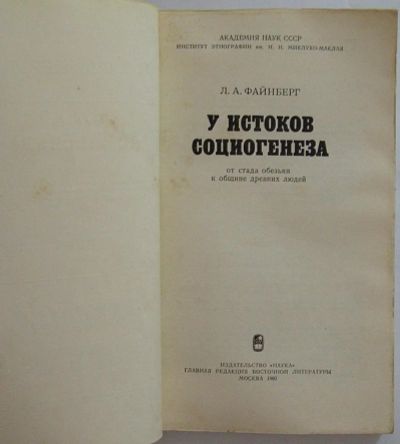 АКАДЕМИЯ НАУК СССР
ИНСТИТУТ ЭТНОГРАФИИ им. Н. Н. МИКЛУХО-МАКЛАЯ
Л. А. ФАЙНБЕРГ
У ИСТОКОВ
СОЦИОГЕНЕЗА
от стада обезьян
к общине древних людей
ИЗДАТЕЛЬСТВО «НАУКА»
ГЛАВНАЯ РЕДАКЦИЯ ВОСТОЧНОЙ ЛИТЕРАТУРЫ
МОСКВА 1980